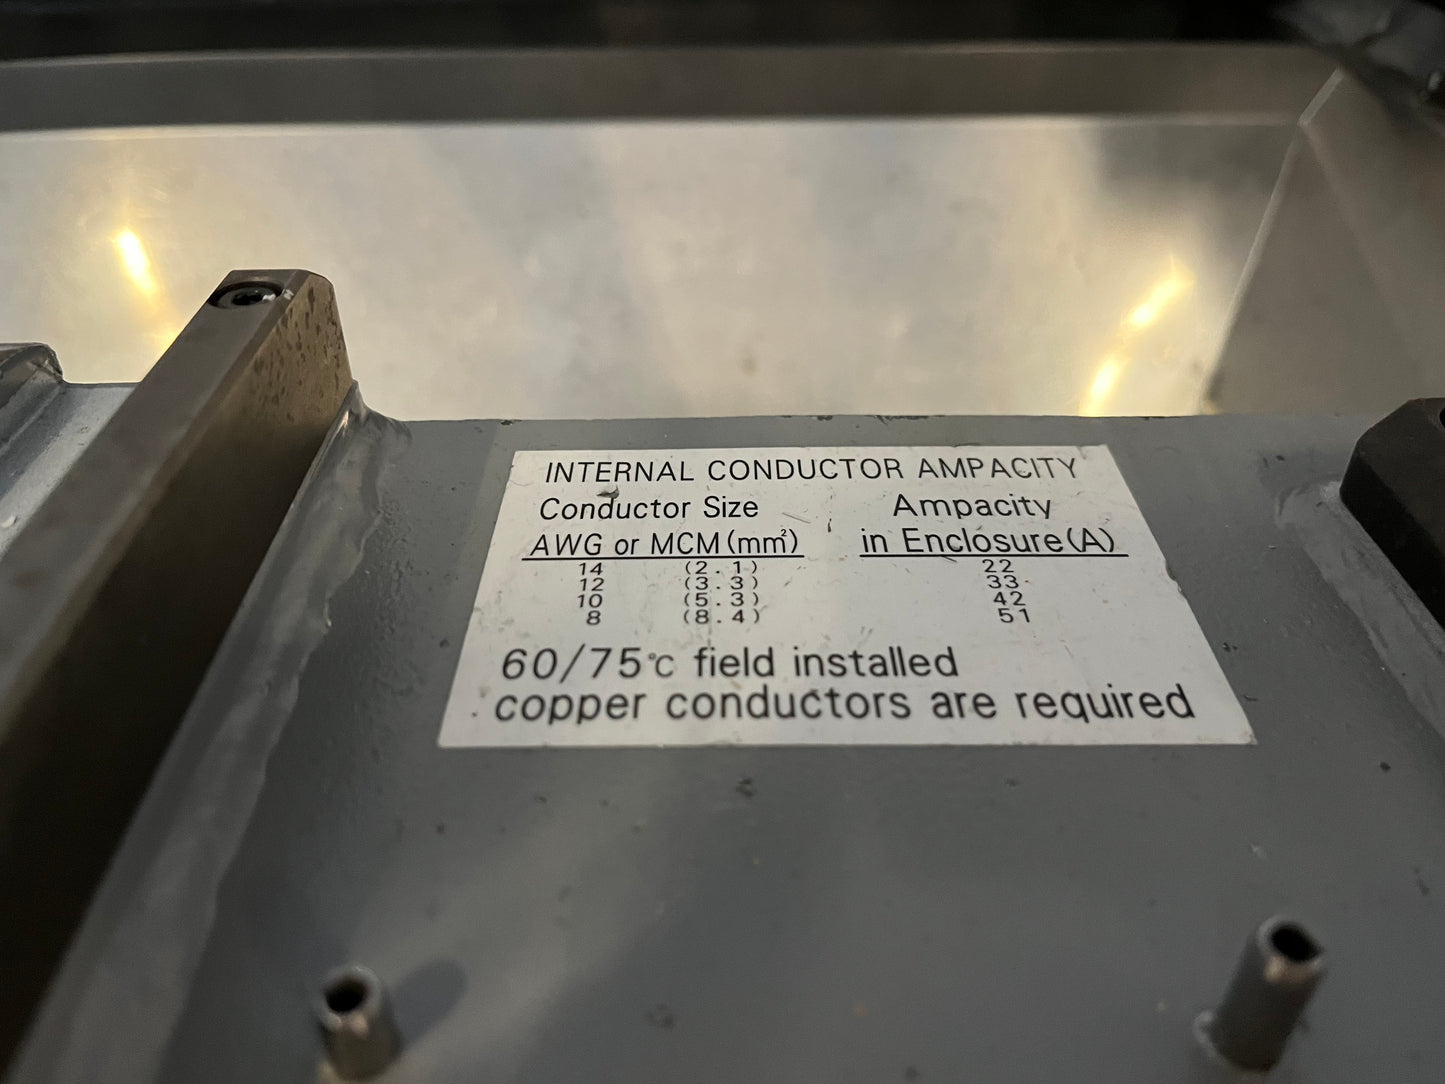 INTERNAL CONDUCTOR AMPACITY
Conductor Size Ampacity
AWG or MCM(mm²) in Enclosure(A)
14 (2.1) 22
12 (3.3) 33
10 (5.3) 42
8 (8.4) 51
60/75℃ field installed
copper conductors are required